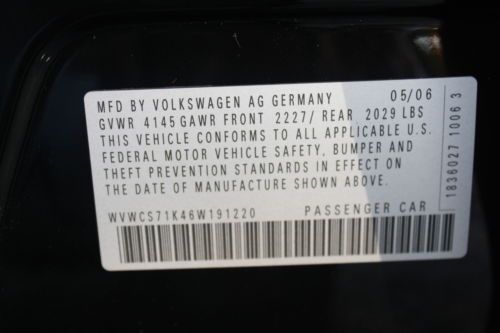 MFD BY VOLKSWAGEN AG GERMANY 05/06
GVWR 4145 GAWR FRONT 2227/ REAR 2029 LBS
THIS VEHICLE CONFORMS TO ALL APPLICABLE U.S.
FEDERAL MOTOR VEHICLE SAFETY, BUMPER AND
THEFT PREVENTION STANDARDS IN EFFECT ON
THE DATE OF MANUFACTURE SHOWN ABOVE.
WVWCS71K46W191220 PASSENGER CAR
1836027 1006 3